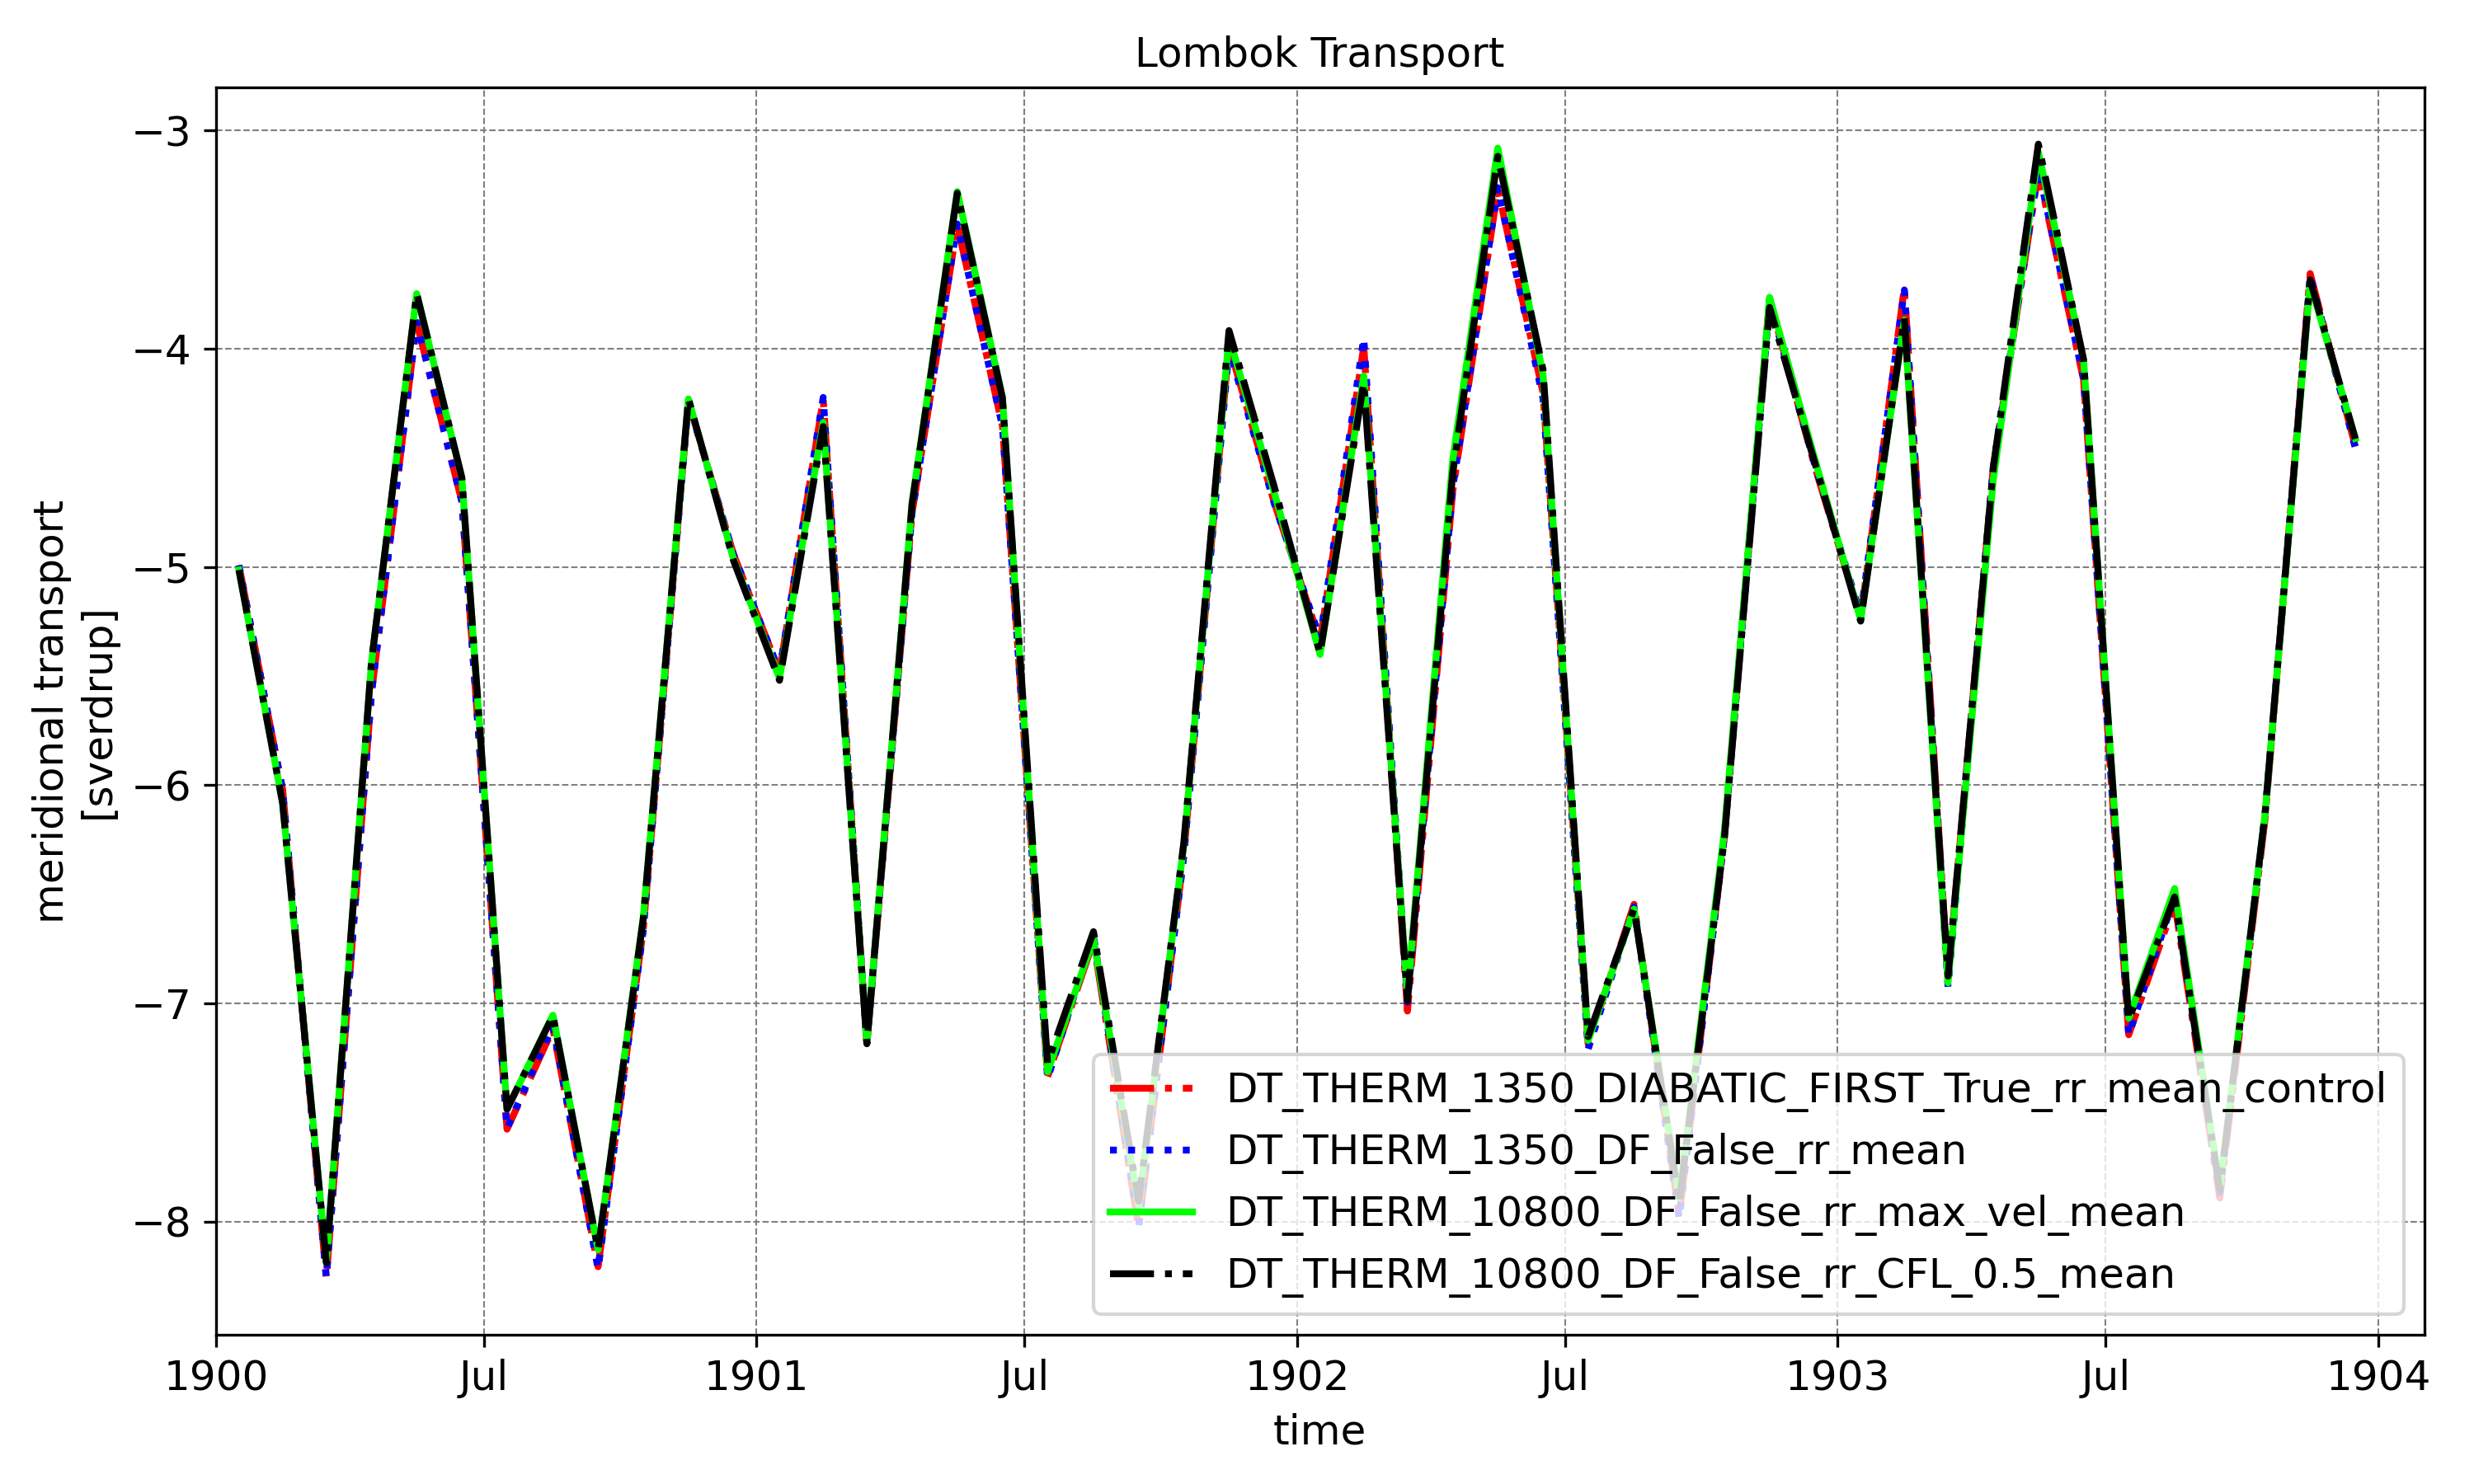 Lombok Transport
meridional transport
[sverdrup]
−3
−4
−5
−6
−7
−8
DT_THERM_1350_DIABATIC_FIRST_True_rr_mean_control
DT_THERM_1350_DF_False_rr_mean
DT_THERM_10800_DF_False_rr_max_vel_mean
DT_THERM_10800_DF_False_rr_CFL_0.5_mean
1900 Jul 1901 Jul 1902 Jul 1903 Jul 1904
time